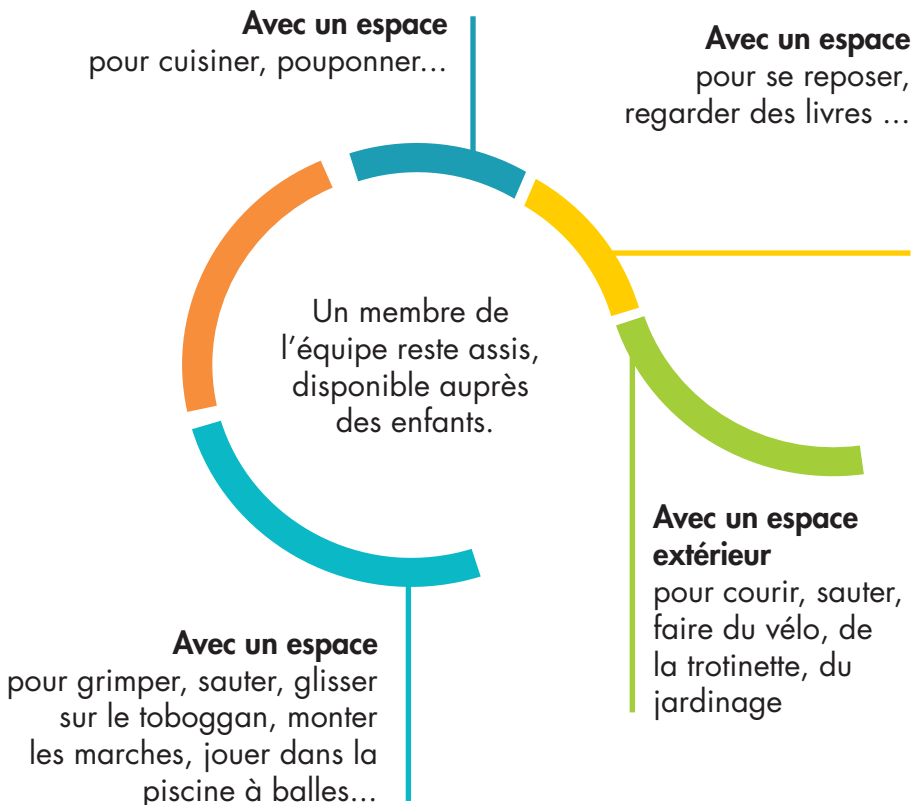 Avec un espace
pour cuisiner, pouponner…
Avec un espace
pour se reposer,
regarder des livres …
Un membre de
l’équipe reste assis,
disponible auprès
des enfants.
Avec un espace
extérieur
pour courir, sauter,
faire du vélo, de
la trotinette, du
jardinage
Avec un espace
pour grimper, sauter, glisser
sur le toboggan, monter
les marches, jouer dans la
piscine à balles…